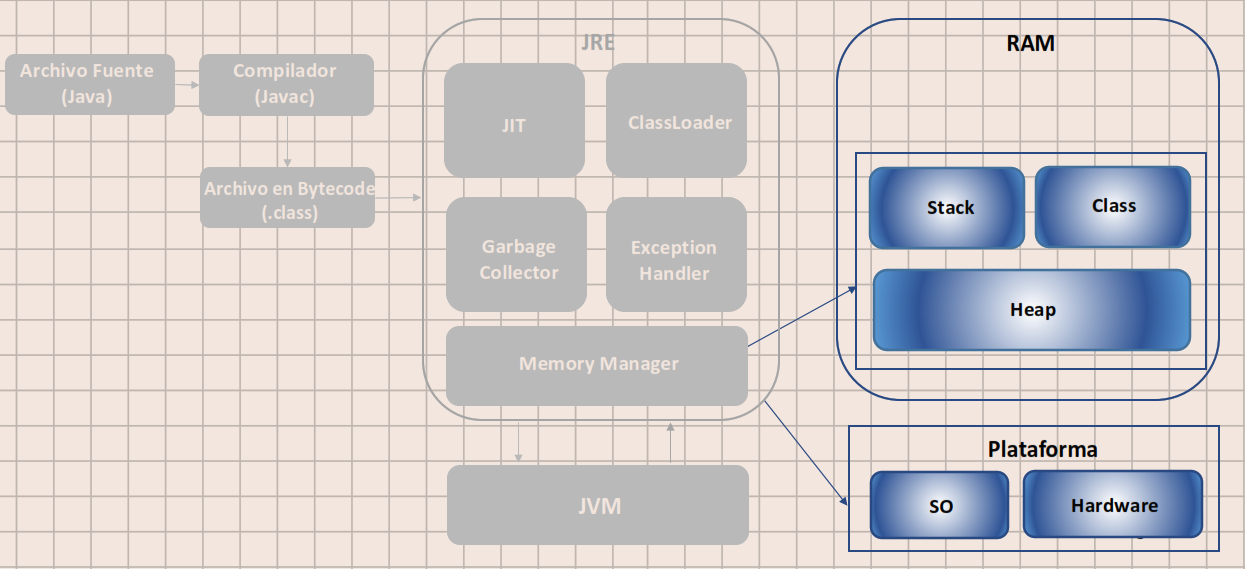 Archivo Fuente
(Java)
Compilador
(Javac)
Archivo en Bytecode
(.class)
JRE
JIT
ClassLoader
Garbage
Collector
Exception
Handler
Memory Manager
JVM
RAM
Stack
Class
Heap
Plataforma
SO
Hardware